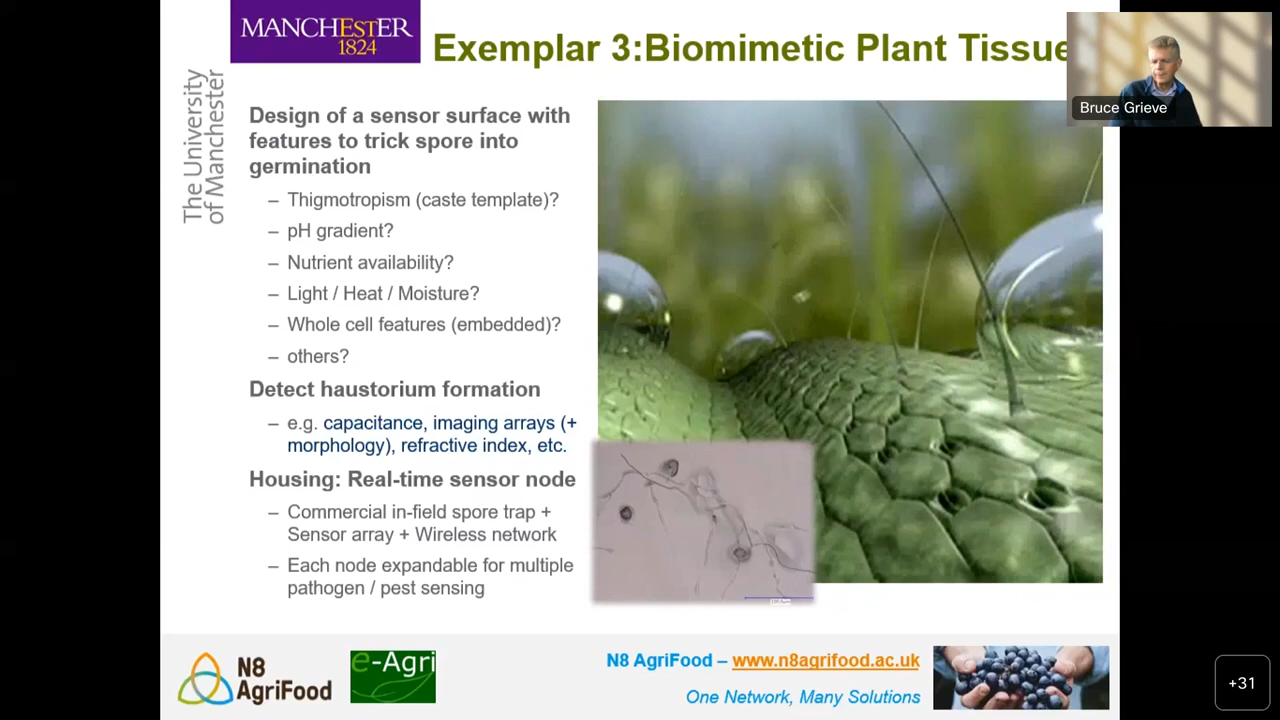 MANCHESTER
1824
The University
of Manchester
Exemplar 3:Biomimetic Plant Tissue
Bruce Grieve
Design of a sensor surface with
features to trick spore into
germination
– Thigmotropism (caste template)?
– pH gradient?
– Nutrient availability?
– Light / Heat / Moisture?
– Whole cell features (embedded)?
– others?
Detect haustorium formation
– e.g. capacitance, imaging arrays (+
morphology), refractive index, etc.
Housing: Real-time sensor node
– Commercial in-field spore trap +
Sensor array + Wireless network
– Each node expandable for multiple
pathogen / pest sensing
N8
AgriFood
e-Agri
N8 AgriFood – www.n8agrifood.ac.uk
One Network, Many Solutions
+31